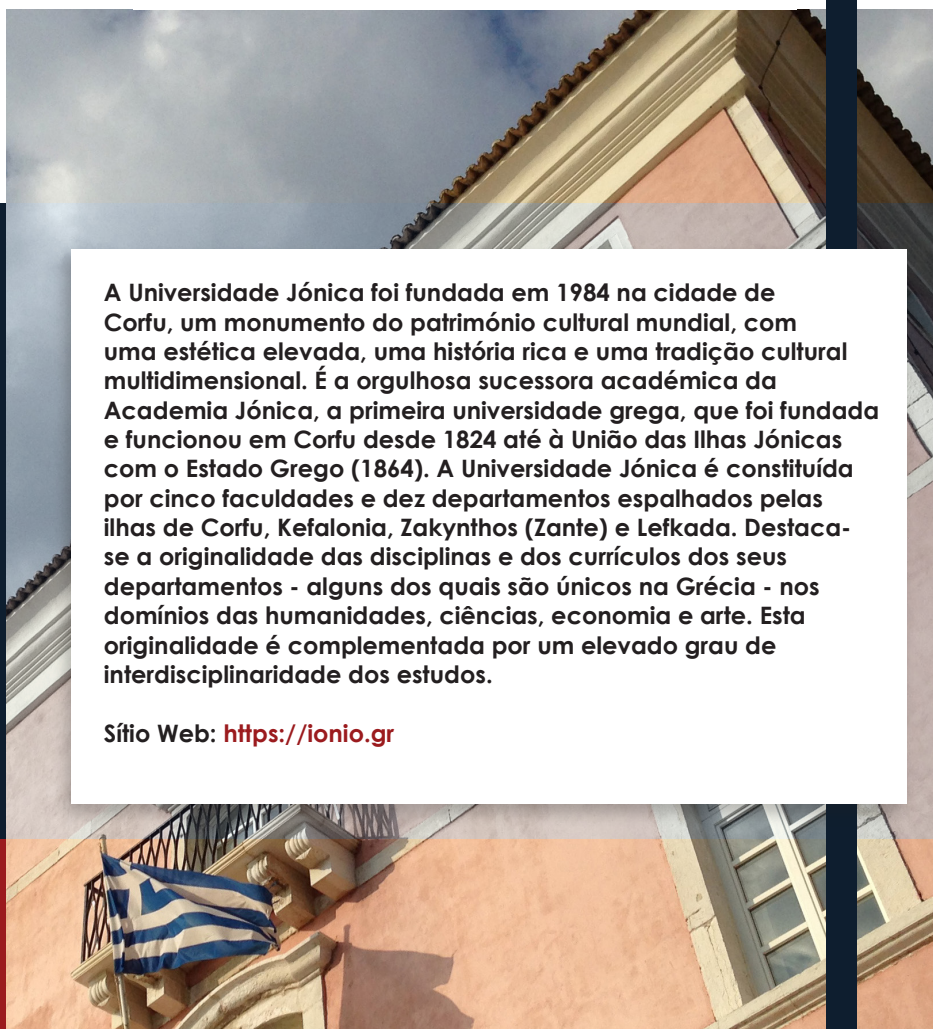 A Universidade Jónica foi fundada em 1984 na cidade de
Corfu, um monumento do património cultural mundial, com
uma estética elevada, uma história rica e uma tradição cultural
multidimensional. É a orgulhosa sucessora académica da
Academia Jónica, a primeira universidade grega, que foi fundada
e funcionou em Corfu desde 1824 até à União das Ilhas Jónicas
com o Estado Grego (1864). A Universidade Jónica é constituída
por cinco faculdades e dez departamentos espalhados pelas
ilhas de Corfu, Kefalonia, Zakynthos (Zante) e Lefkada. Destaca-
se a originalidade das disciplinas e dos currículos dos seus
departamentos - alguns dos quais são únicos na Grécia - nos
domínios das humanidades, ciências, economia e arte. Esta
originalidade é complementada por um elevado grau de
interdisciplinaridade dos estudos.
Sítio Web: https://ionio.gr